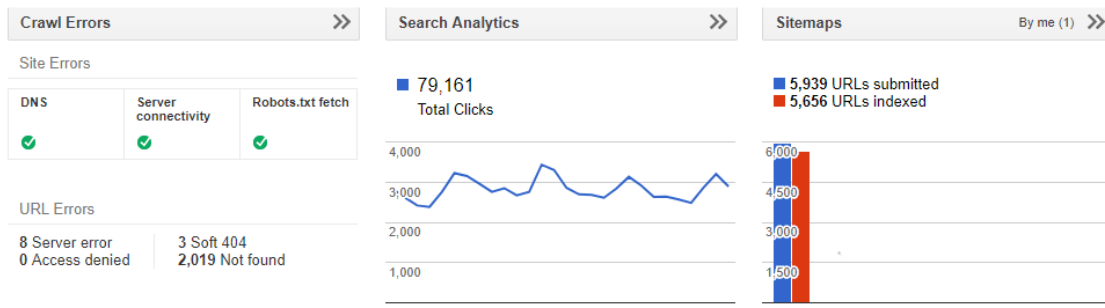 Crawl Errors
Site Errors
DNS
Server
connectivity
Robots.txt fetch
URL Errors
8 Server error
0 Access denied
3 Soft 404
2,019 Not found
Search Analytics
79,161
Total Clicks
4,000
3,000
2,000
1,000
Sitemaps
By me (1)
5,939 URLs submitted
5,656 URLs indexed
6,000
4,500
3,000
1,500